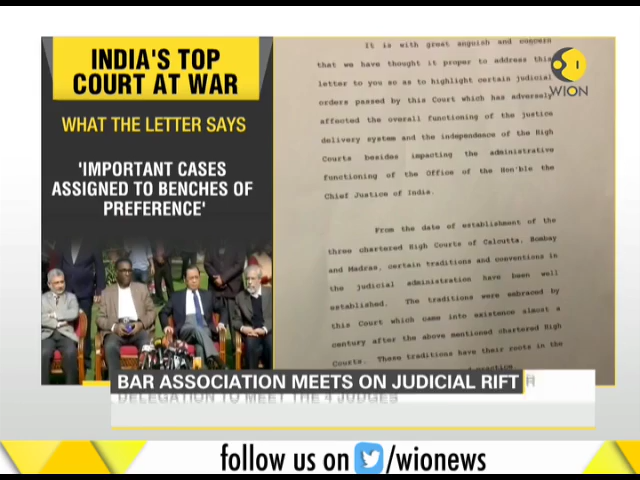 INDIA'S TOP
COURT AT WAR
WHAT THE LETTER SAYS
'IMPORTANT CASES
ASSIGNED TO BENCHES OF
PREFERENCE'
It is with great anguish and concern
that we have thought it proper to address this
letter to you so as to highlight certain judicial
orders passed by this Court which has adversely
affected the overall functioning of the justice
delivery system and the independence of the High
Courts besides impacting the administrative
functioning of the Office of the Hon'ble the
Chief Justice of India.
From the date of establishment of the
three chartered High Courts of Calcutta, Bombay
and Madras, certain traditions and conventions in
the judicial administration have been well
established. The traditions were embraced by
this Court which came into existence almost a
century after the above mentioned chartered High
Courts. These traditions have their roots in the
WION
BAR ASSOCIATION MEETS ON JUDICIAL RIFT
DELEGATION TO MEET THE 4 JUDGES
follow us on /wionews